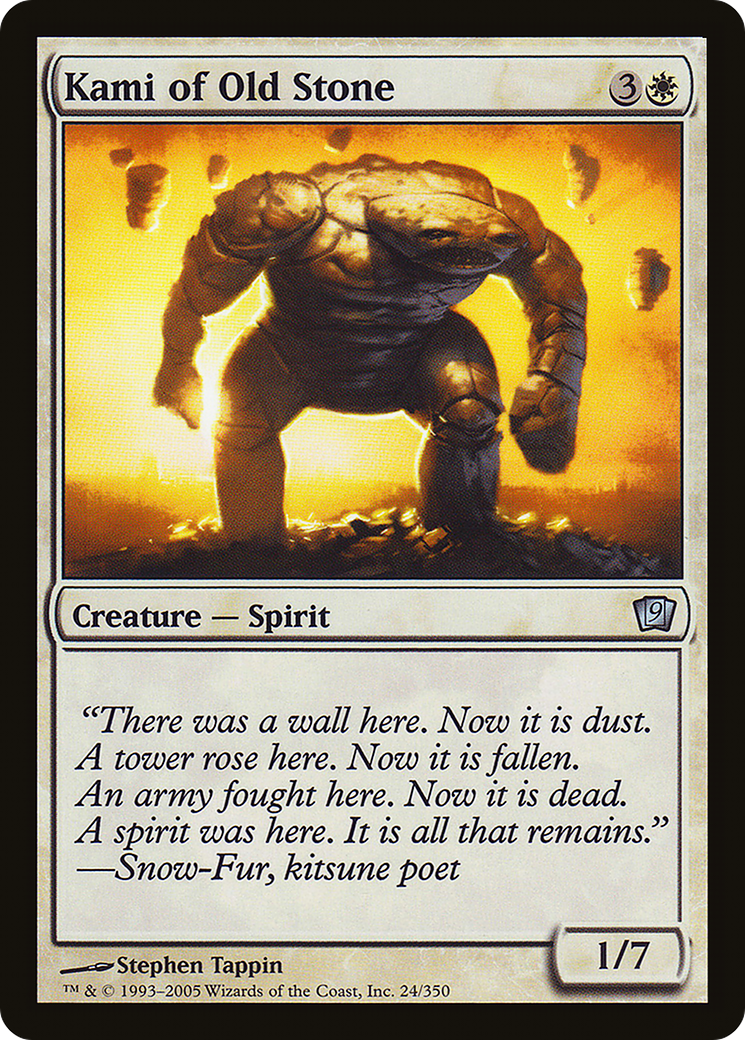 Kami of Old Stone 3
Creature — Spirit 9
“There was a wall here. Now it is dust.
A tower rose here. Now it is fallen.
An army fought here. Now it is dead.
A spirit was here. It is all that remains.”
—Snow-Fur, kitsune poet
1/7
Stephen Tappin
™ & © 1993–2005 Wizards of the Coast, Inc. 24/350